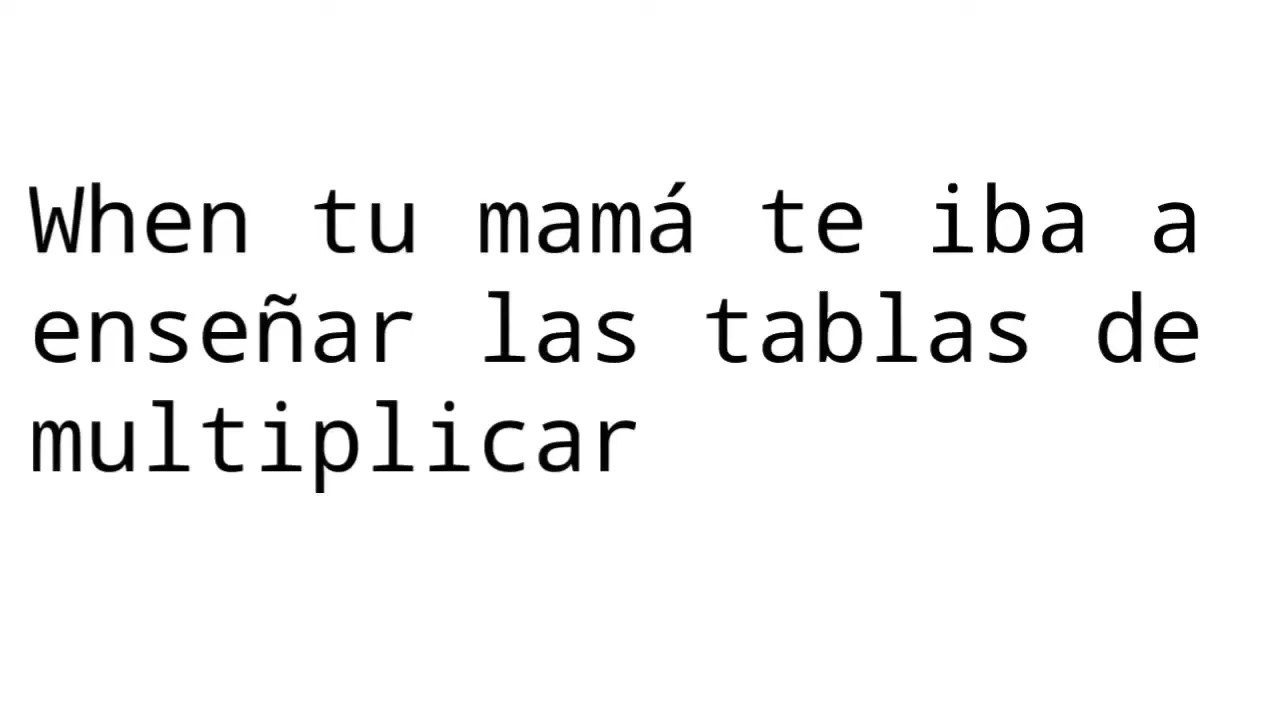 When tu mamá te iba a
enseñar las tablas de
multiplicar